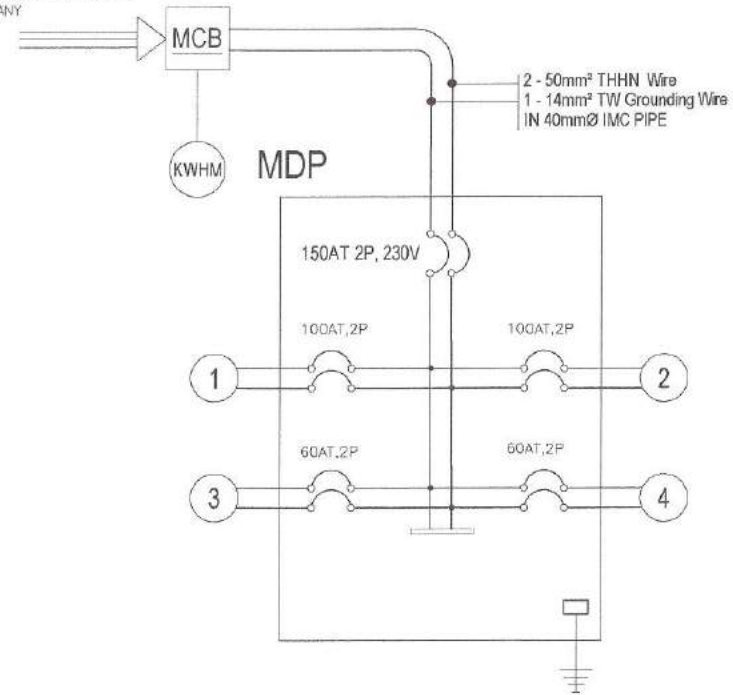 ANY
MCB
2 - 50mm² THHN Wire
1 - 14mm² TW Grounding Wire
IN 40mmØ IMC PIPE
KWHM
MDP
150AT 2P, 230V
100AT,2P
100AT,2P
1
2
60AT,2P
60AT,2P
3
4